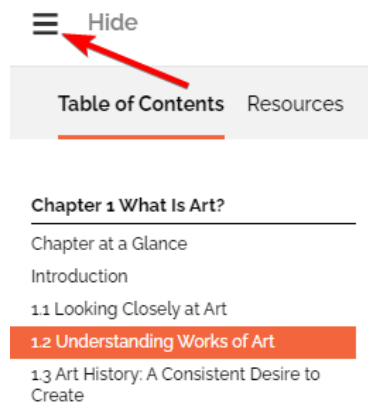 Hide
Table of Contents Resources
Chapter 1 What Is Art?
Chapter at a Glance
Introduction
1.1 Looking Closely at Art
1.2 Understanding Works of Art
1.3 Art History: A Consistent Desire to
Create